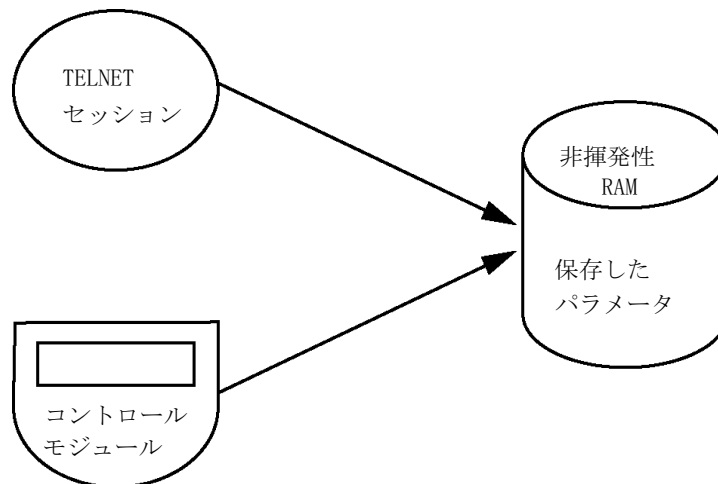 TELNET
セッション
非揮発性
RAM
保存した
パラメータ
コントロール
モジュール